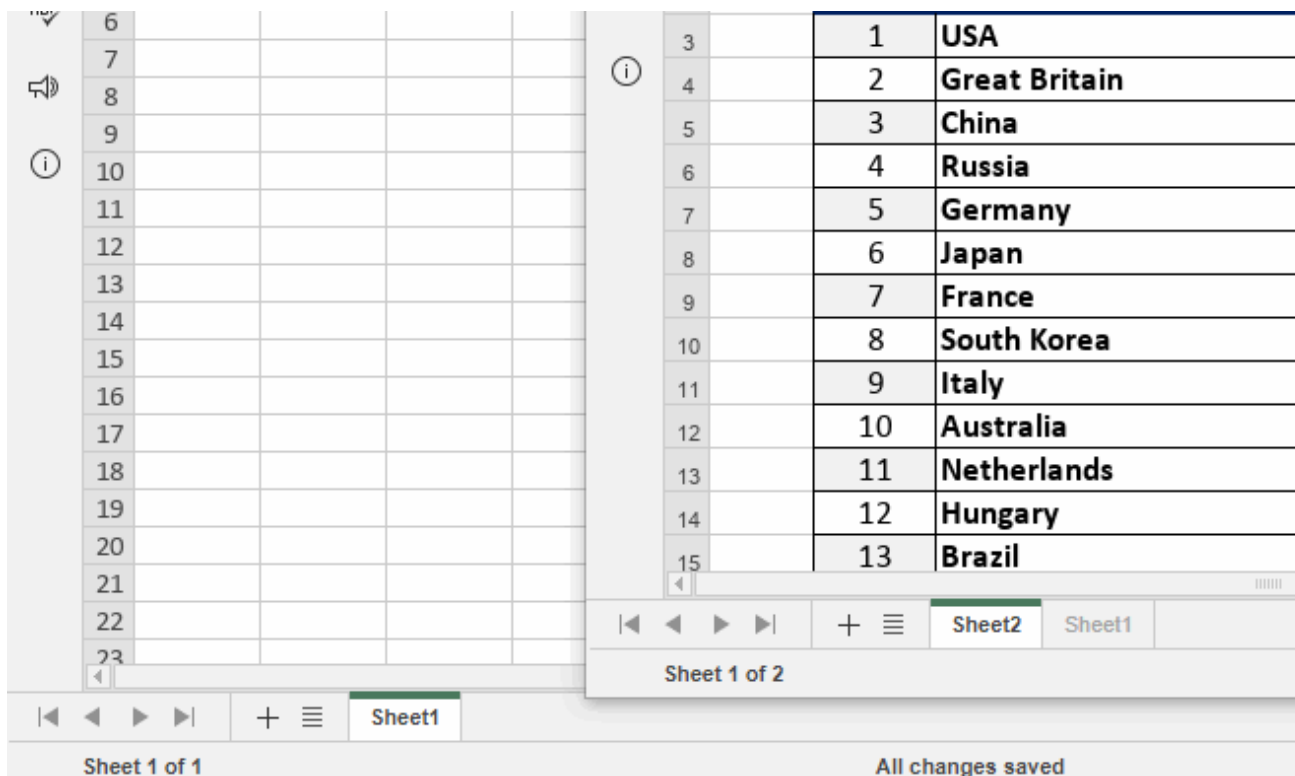 6
7
8
9
10
11
12
13
14
15
16
17
18
19
20
21
22
23
Sheet1
Sheet 1 of 1
All changes saved
3 1 USA
4 2 Great Britain
5 3 China
6 4 Russia
7 5 Germany
8 6 Japan
9 7 France
10 8 South Korea
11 9 Italy
12 10 Australia
13 11 Netherlands
14 12 Hungary
15 13 Brazil
Sheet2 Sheet1
Sheet 1 of 2